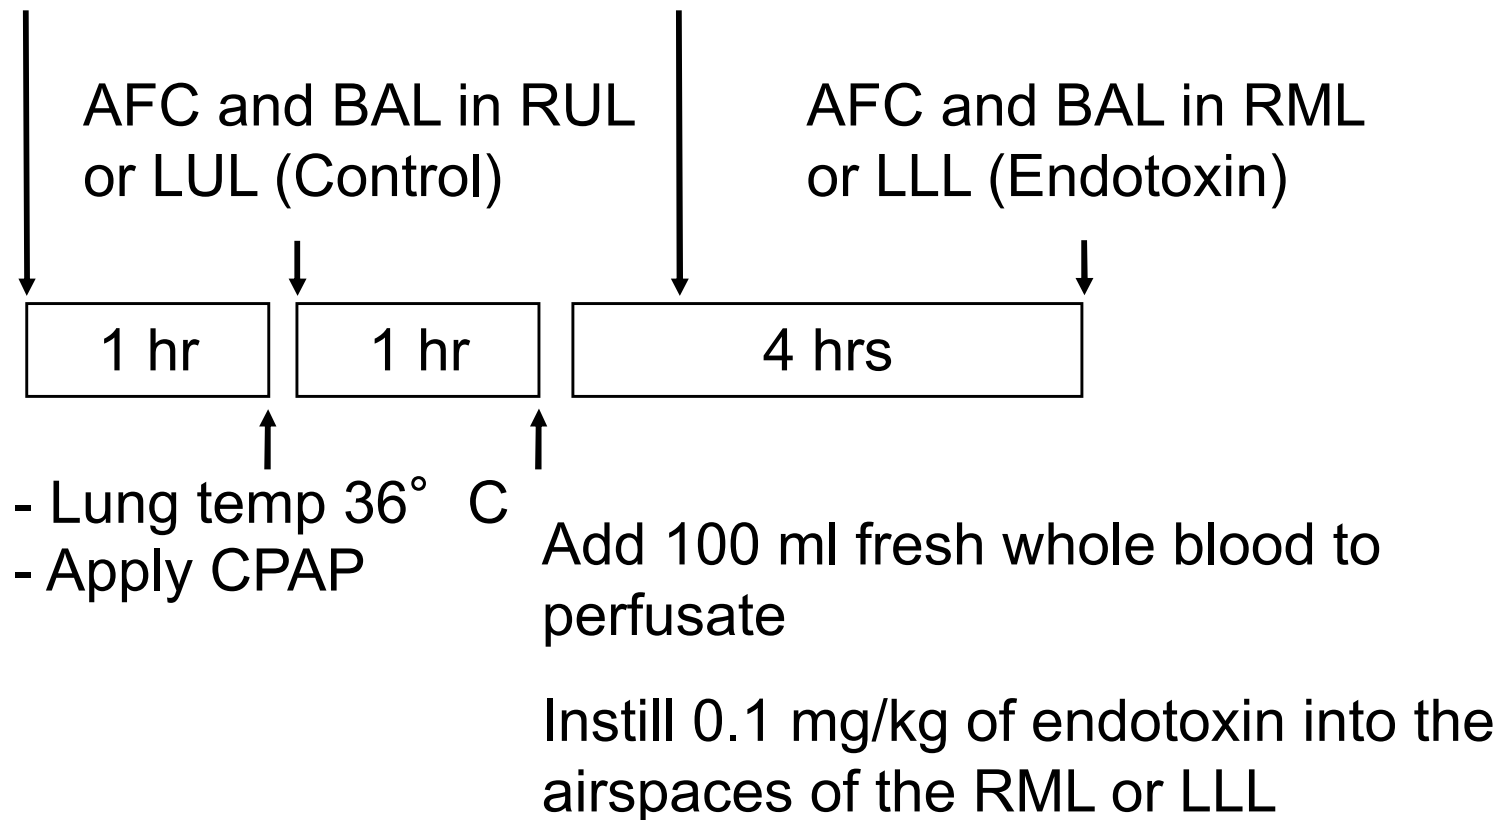 AFC and BAL in RUL
or LUL (Control)
AFC and BAL in RML
or LLL (Endotoxin)
1 hr
1 hr
4 hrs
- Lung temp 36° C
- Apply CPAP
Add 100 ml fresh whole blood to
perfusate
Instill 0.1 mg/kg of endotoxin into the
airspaces of the RML or LLL